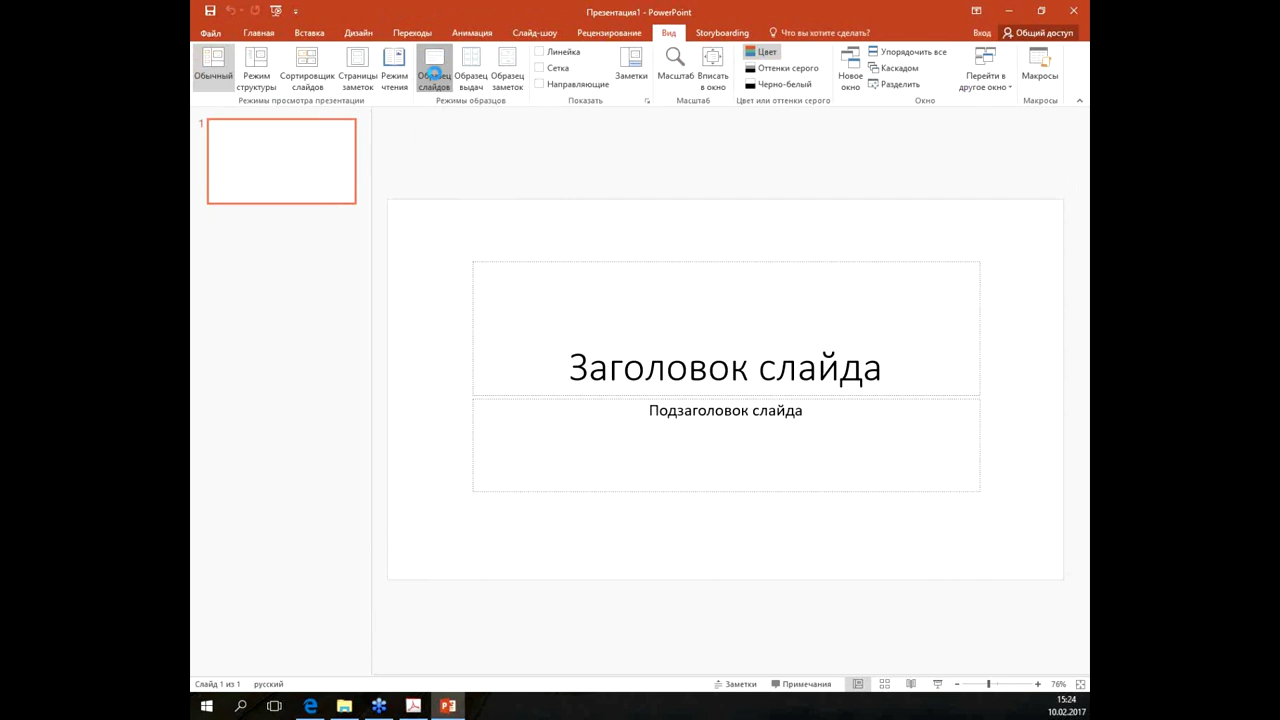 Презентация1 - PowerPoint
Файл Главная Вставка Дизайн Переходы Анимация Слайд-шоу Рецензирование Вид Storyboarding Что вы хотите сделать? Вход Общий доступ
Обычный Режим структуры Сортировщик слайдов Страницы заметок Режим чтения
Режимы просмотра презентации
Образец слайдов Образец выдач Образец заметок
Режимы образцов
Линейка
Сетка
Направляющие
Заметки
Показать
Масштаб Вписать в окно
Масштаб
Цвет
Оттенки серого
Черно-белый
Цвет или оттенки серого
Новое окно
Упорядочить все
Каскадом
Разделить
Перейти в другое окно
Окно
Макросы
Макросы
1
Заголовок слайда
Подзаголовок слайда
Слайд 1 из 1 русский Заметки Примечания 76%
15:24
10.02.2017